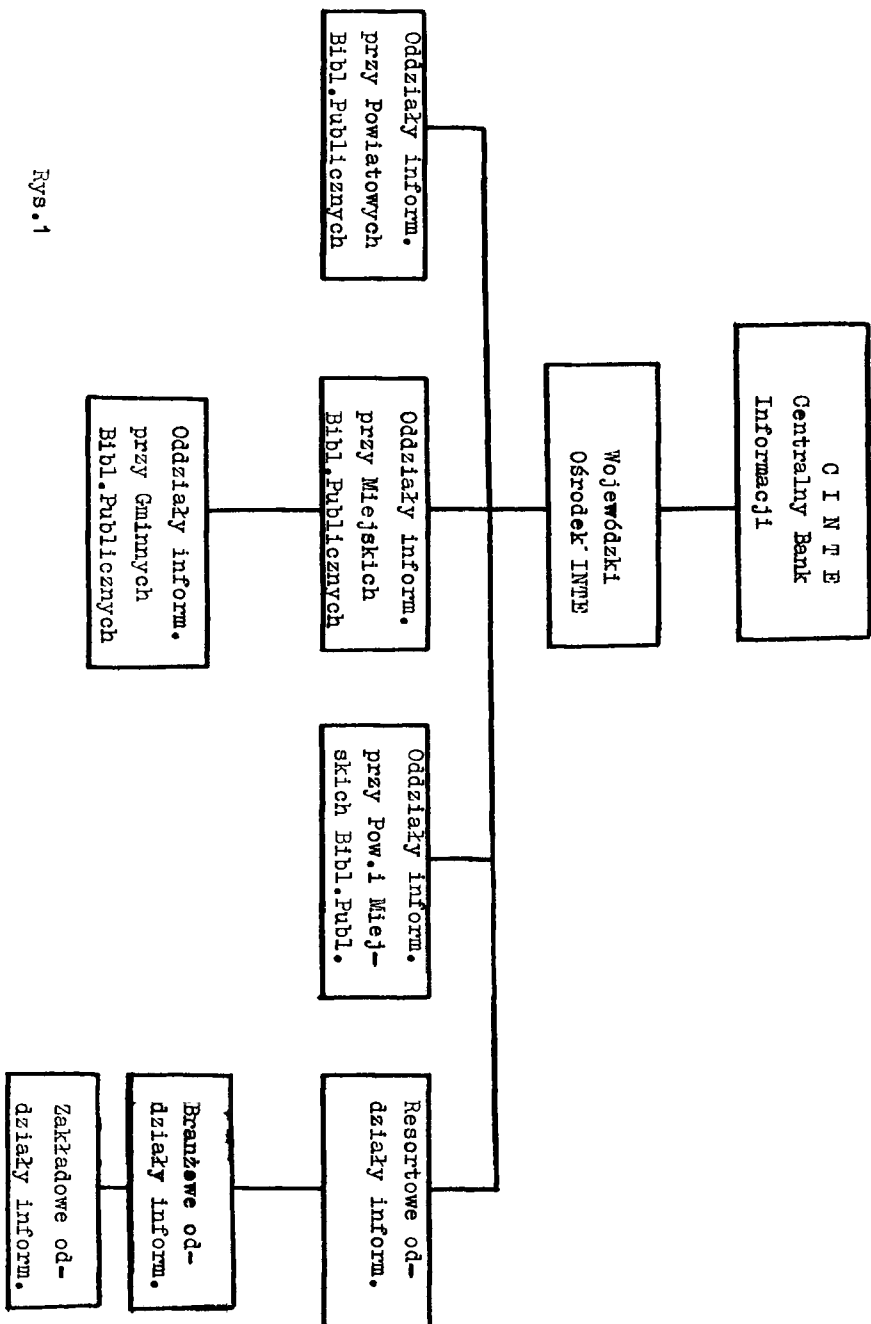 C I N T E
Centralny Bank
Informacji
Wojewódzki
Ośrodek INTE
Oddziały inform.
przy Powiatowych
Bibl.Publicznych
Oddziały inform.
przy Miejskich
Bibl.Publicznych
Oddziały inform.
przy Pow.i Miej-
skich Bibl.Publ.
Resortowe od-
działy inform.
Oddziały inform.
przy Gminnych
Bibl.Publicznych
Branżowe od-
działy inform.
Zakładowe od-
działy inform.
Rys.1